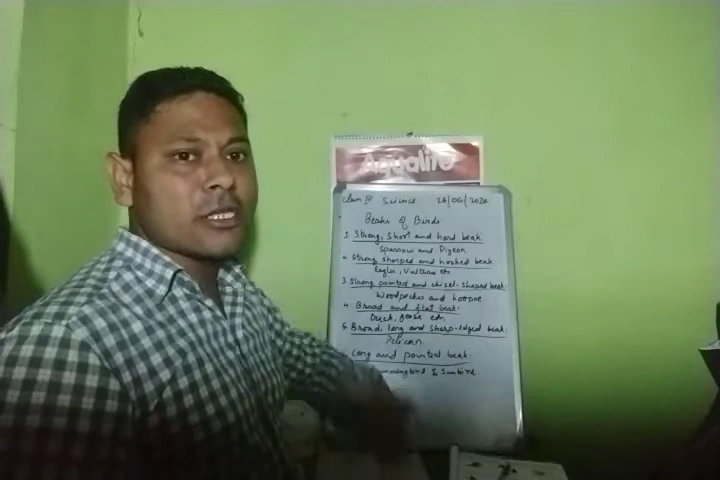 Aqualite
Class IV Science 26/06/2020
Beaks of Birds
1. Strong, Short and hard beak
Sparrow and Pigeon
2. Strong sharped and hooked beak
Eagle, Vulture etc
3. Strong, pointed and chisel-shaped beak:
Woodpecker and hoopoe
4. Broad and flat beak:
Duck, goose etc.
5. Broad, long and sharp-edged beak:
Pelican
Long and pointed beak:
& Sunbird